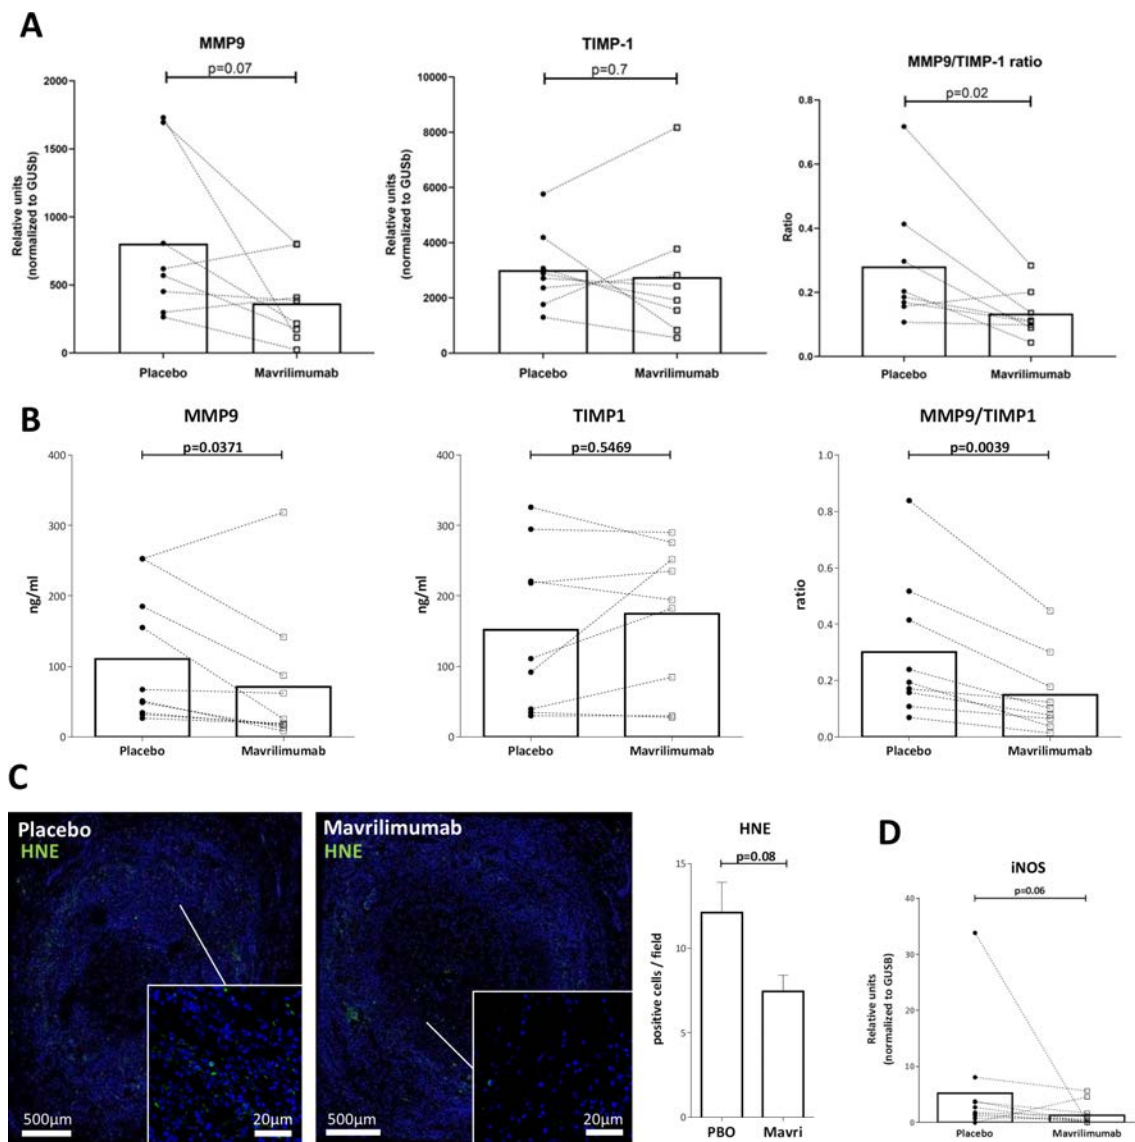 A
MMP9
p=0.07
Relative units
(normalized to GUSb)
2000
1500
1000
500
0
Placebo
Mavrilimumab
TIMP-1
p=0.7
Relative units
(normalized to GUSb)
10000
8000
6000
4000
2000
0
Placebo
Mavrilimumab
MMP9/TIMP-1 ratio
p=0.02
Ratio
0.8
0.6
0.4
0.2
0.0
Placebo
Mavrilimumab
B
MMP9
p=0.0371
ng/ml
400
300
200
100
0
Placebo
Mavrilimumab
TIMP1
p=0.5469
ng/ml
400
300
200
100
0
Placebo
Mavrilimumab
MMP9/TIMP1
p=0.0039
ratio
1.0
0.8
0.6
0.4
0.2
0.0
Placebo
Mavrilimumab
C
Placebo
HNE
500μm
20μm
Mavrilimumab
HNE
500μm
20μm
HNE
p=0.08
positive cells / field
15
10
5
0
PBO
Mavri
D
iNOS
p=0.06
Relative units
(normalized to GUSB)
40
30
20
10
0
Placebo
Mavrilimumab